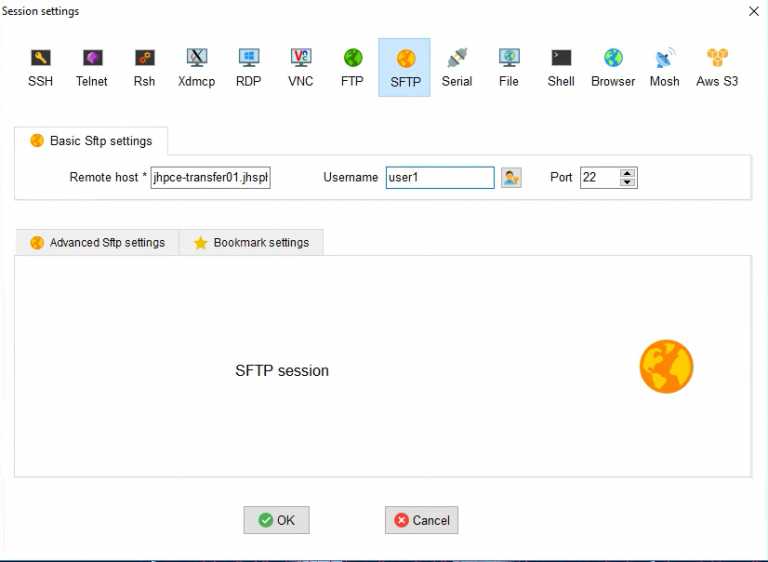 Session settings
SSH Telnet Rsh Xdmcp RDP VNC FTP SFTP Serial File Shell Browser Mosh Aws S3
Basic Sftp settings
Remote host * jhpce-transfer01.jhsph Username user1 Port 22
Advanced Sftp settings Bookmark settings
SFTP session
OK Cancel